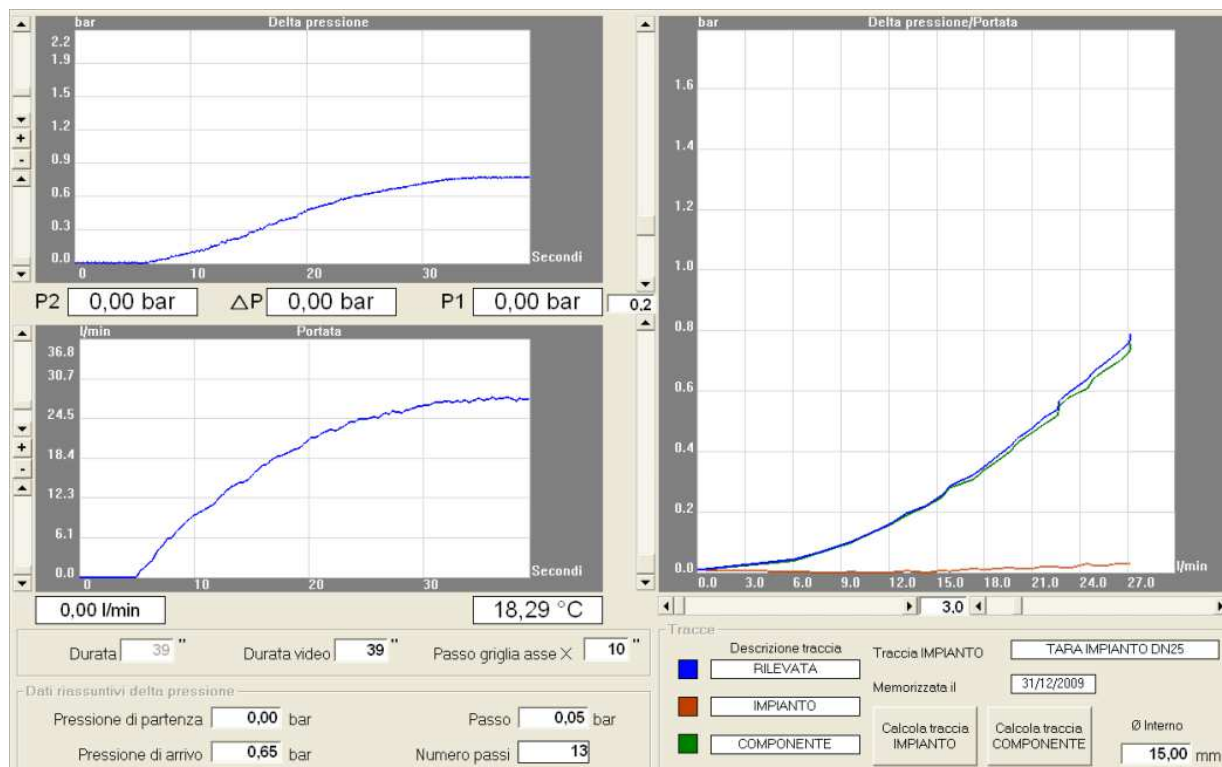 bar Delta pressione
2.2
1.9
1.5
1.2
0.9
0.6
0.3
0.0
0 10 20 30 Secondi
P2 0,00 bar △P 0,00 bar P1 0,00 bar 0,2
l/min Portata
36.8
30.7
24.5
18.4
12.3
6.1
0.0
0 10 20 30 Secondi
0,00 l/min 18,29 °C
Durata 39 " Durata video 39 " Passo griglia asse X 10 "
Dati riassuntivi delta pressione
Pressione di partenza 0,00 bar Passo 0,05 bar
Pressione di arrivo 0,65 bar Numero passi 13
bar Delta pressione/Portata
1.6
1.4
1.2
1.0
0.8
0.6
0.4
0.2
0.0
0.0 3.0 6.0 9.0 12.0 15.0 18.0 21.0 24.0 27.0 l/min
3,0
Tracce
Descrizione traccia
RILEVATA
IMPIANTO
COMPONENTE
Traccia IMPIANTO TARA IMPIANTO DN25
Memorizzata il 31/12/2009
Calcola traccia IMPIANTO
Calcola traccia COMPONENTE
Ø Interno
15,00 mm